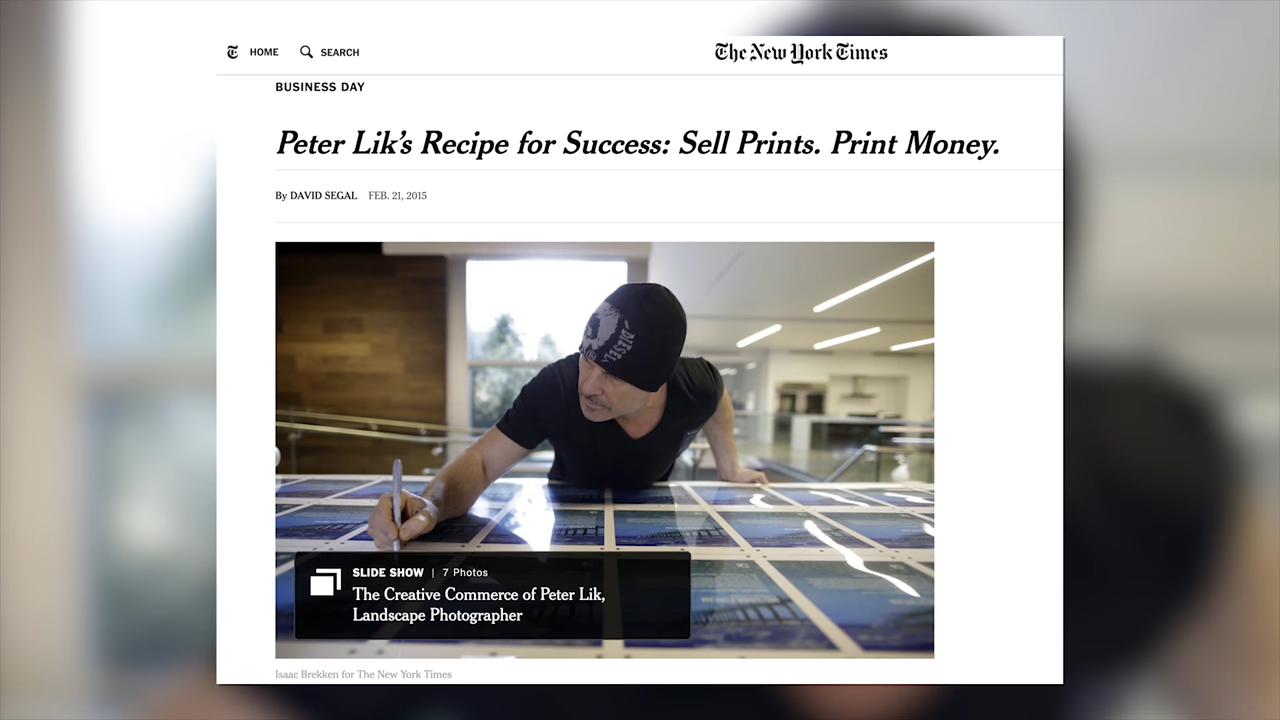 HOME SEARCH The New York Times
BUSINESS DAY
Peter Lik’s Recipe for Success: Sell Prints. Print Money.
By DAVID SEGAL FEB. 21, 2015
DIESEL
SLIDE SHOW | 7 Photos
The Creative Commerce of Peter Lik,
Landscape Photographer
Isaac Brekken for The New York Times